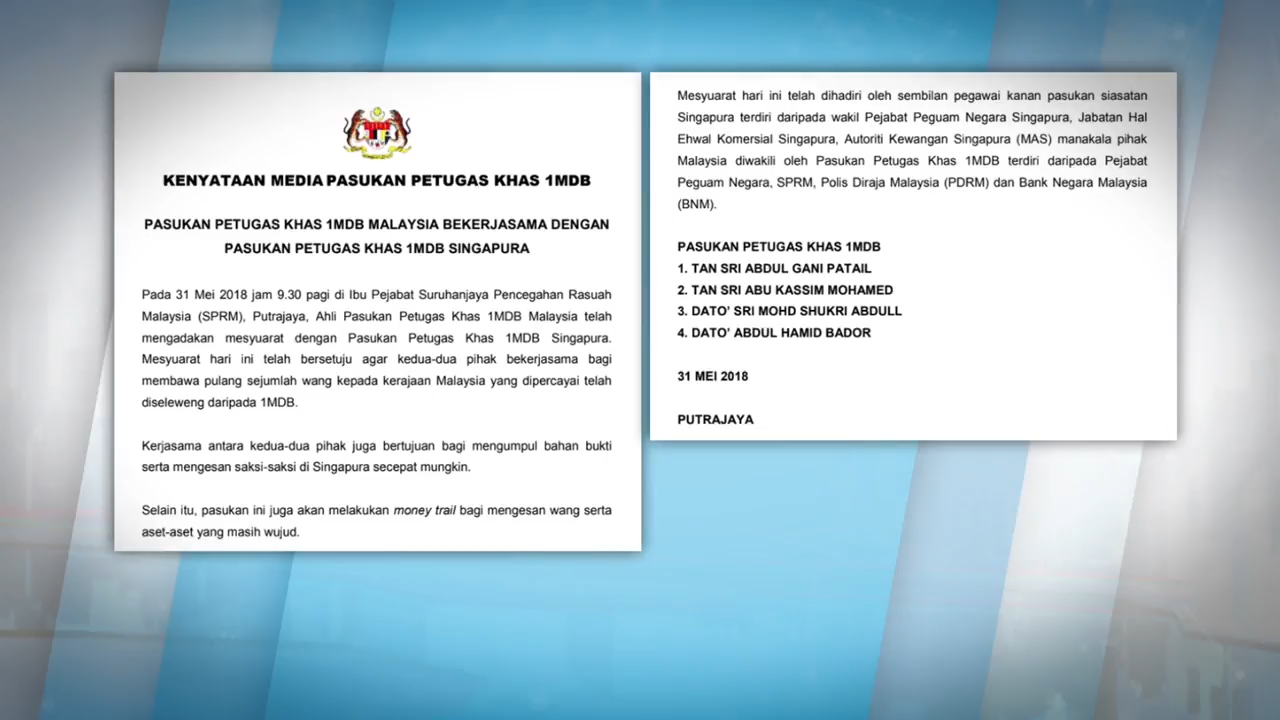 KENYATAAN MEDIA PASUKAN PETUGAS KHAS 1MDB
PASUKAN PETUGAS KHAS 1MDB MALAYSIA BEKERJASAMA DENGAN
PASUKAN PETUGAS KHAS 1MDB SINGAPURA
Pada 31 Mei 2018 jam 9.30 pagi di Ibu Pejabat Suruhanjaya Pencegahan Rasuah
Malaysia (SPRM), Putrajaya, Ahli Pasukan Petugas Khas 1MDB Malaysia telah
mengadakan mesyuarat dengan Pasukan Petugas Khas 1MDB Singapura.
Mesyuarat hari ini telah bersetuju agar kedua-dua pihak bekerjasama bagi
membawa pulang sejumlah wang kepada kerajaan Malaysia yang dipercayai telah
diseleweng daripada 1MDB.
Kerjasama antara kedua-dua pihak juga bertujuan bagi mengumpul bahan bukti
serta mengesan saksi-saksi di Singapura secepat mungkin.
Selain itu, pasukan ini juga akan melakukan money trail bagi mengesan wang serta
aset-aset yang masih wujud.
Mesyuarat hari ini telah dihadiri oleh sembilan pegawai kanan pasukan siasatan
Singapura terdiri daripada wakil Pejabat Peguam Negara Singapura, Jabatan Hal
Ehwal Komersial Singapura, Autoriti Kewangan Singapura (MAS) manakala pihak
Malaysia diwakili oleh Pasukan Petugas Khas 1MDB terdiri daripada Pejabat
Peguam Negara, SPRM, Polis Diraja Malaysia (PDRM) dan Bank Negara Malaysia
(BNM).
PASUKAN PETUGAS KHAS 1MDB
1. TAN SRI ABDUL GANI PATAIL
2. TAN SRI ABU KASSIM MOHAMED
3. DATO' SRI MOHD SHUKRI ABDULL
4. DATO' ABDUL HAMID BADOR
31 MEI 2018
PUTRAJAYA